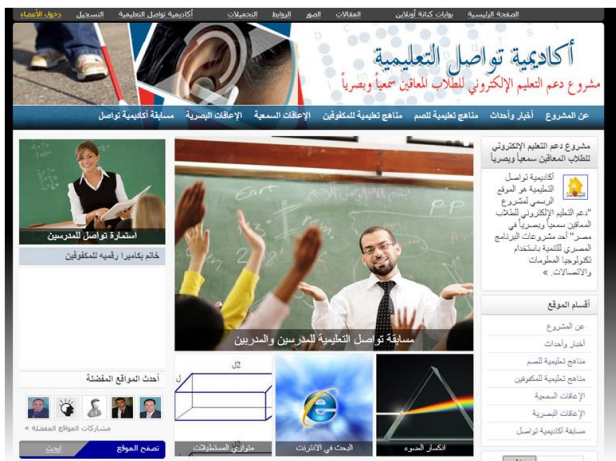 الصفحة الرئيسية
بوابات كنانة أونلاين
المقالات
الصور
الروابط
التحميلات
أكاديمية تواصل التعليمية
التسجيل
دخول الأعضاء
أكاديمية تواصل التعليمية
مشروع دعم التعليم الإلكتروني للطلاب المعاقين سمعياً وبصرياً
عن المشروع
أخبار وأحداث
مناهج تعليمية للصم
مناهج تعليمية للمكفوفين
الإعاقات السمعية
الإعاقات البصرية
مسابقة أكاديمية تواصل
مشروع دعم التعليم الإلكتروني
للطلاب المعاقين سمعياً وبصرياً
أكاديمية تواصل
التعليمية هو الموقع
الرسمي لمشروع
"دعم التعليم الإلكتروني للطلاب
المعاقين سمعياً وبصرياً في
مصر" أحد مشروعات البرنامج
المصري للتنمية باستخدام
تكنولوجيا المعلومات
والاتصالات. »
أقسام الموقع
عن المشروع
أخبار وأحداث
مناهج تعليمية للصم
مناهج تعليمية للمكفوفين
الإعاقات السمعية
الإعاقات البصرية
مسابقة أكاديمية تواصل
مسابقة تواصل التعليمية للمدرسين والمدربين
انكسار الضوء
البحث في الانترنت
متوازي المستطيلات
استمارة تواصل للمدرسين
خاتم بكاميرا رقمية للمكفوفين
أحدث المواقع المفضلة
مشاركات المواقع المفضلة »
تصفح الموقع
ابحث